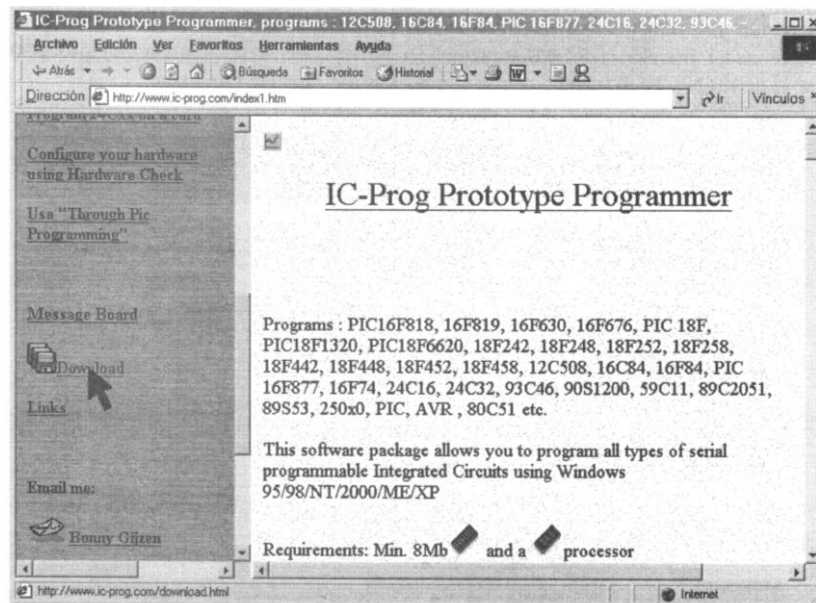 IC-Prog Prototype Programmer, programs : 12C508, 16C84, 16F84, PIC 16F877, 24C16, 24C32, 93C46, -
Archivo Edición Ver Favoritos Herramientas Ayuda
Atrás Búsqueda Favoritos Historial
Dirección http://www.ic-prog.com/index1.htm Ir Vínculos »
Program 24Cxx on a card
Configure your hardware
using Hardware Check
Use "Through Pic
Programming"
Message Board
Download
Links
Email me:
Bonny Gijzen
IC-Prog Prototype Programmer
Programs : PIC16F818, 16F819, 16F630, 16F676, PIC 18F,
PIC18F1320, PIC18F6620, 18F242, 18F248, 18F252, 18F258,
18F442, 18F448, 18F452, 18F458, 12C508, 16C84, 16F84, PIC
16F877, 16F74, 24C16, 24C32, 93C46, 90S1200, 59C11, 89C2051,
89S53, 250x0, PIC, AVR , 80C51 etc.
This software package allows you to program all types of serial
programmable Integrated Circuits using Windows
95/98/NT/2000/ME/XP
Requirements: Min. 8Mb and a processor
http://www.ic-prog.com/download.html Internet